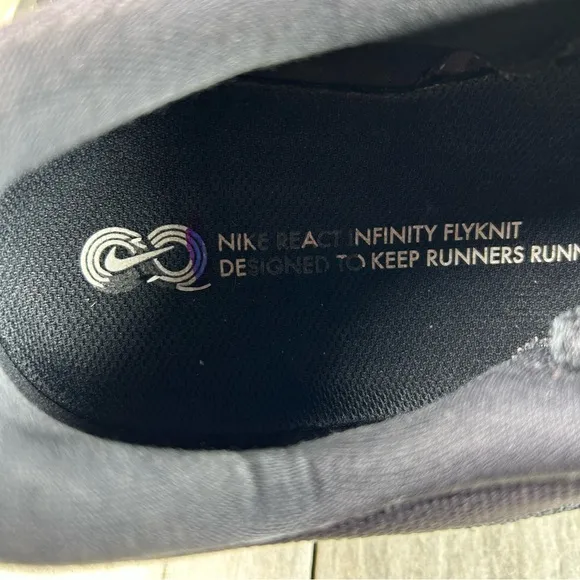 NIKE REACT INFINITY FLYKNIT
DESIGNED TO KEEP RUNNERS RUNN